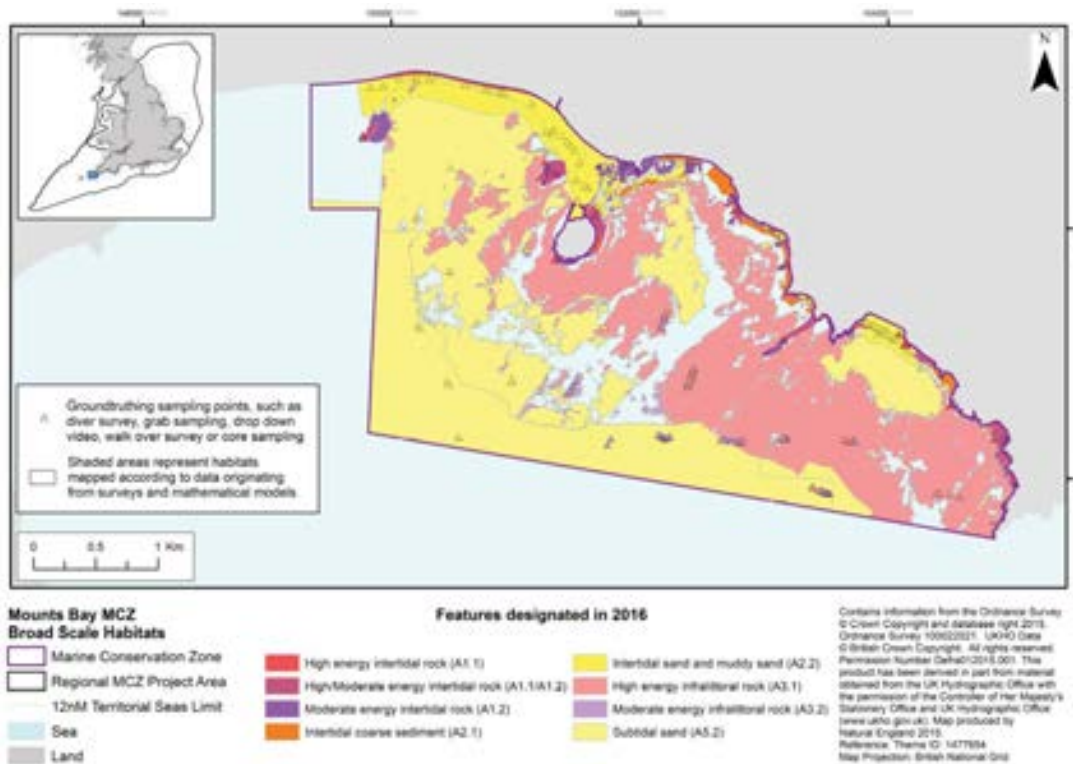 N
Groundtruthing sampling points, such as
diver survey, grab sampling, drop down
video, walk over survey or core sampling
Shaded areas represent habitats
mapped according to data originating
from surveys and mathematical models
0 0.5 1 Km
Mounts Bay MCZ
Broad Scale Habitats
Marine Conservation Zone
Regional MCZ Project Area
12nM Territorial Seas Limit
Sea
Land
Features designated in 2016
High energy intertidal rock (A1.1)
High/Moderate energy intertidal rock (A1.1/A1.2)
Moderate energy intertidal rock (A1.2)
Intertidal coarse sediment (A2.1)
Intertidal sand and muddy sand (A2.2)
High energy infralittoral rock (A3.1)
Moderate energy infralittoral rock (A3.2)
Subtidal sand (A5.2)
Contains information from the Ordnance Survey
© Crown Copyright and database right 2015.
Ordnance Survey 100022021. UKHO Data
© British Crown Copyright. All rights reserved.
Permission Number Defra012015.001. This
product has been derived in part from material
obtained from the UK Hydrographic Office with
the permission of the Controller of Her Majesty's
Stationery Office and UK Hydrographic Office
(www.ukho.gov.uk). Map produced by
Natural England 2015.
Reference: Theme ID: 1477654
Map Projection: British National Grid